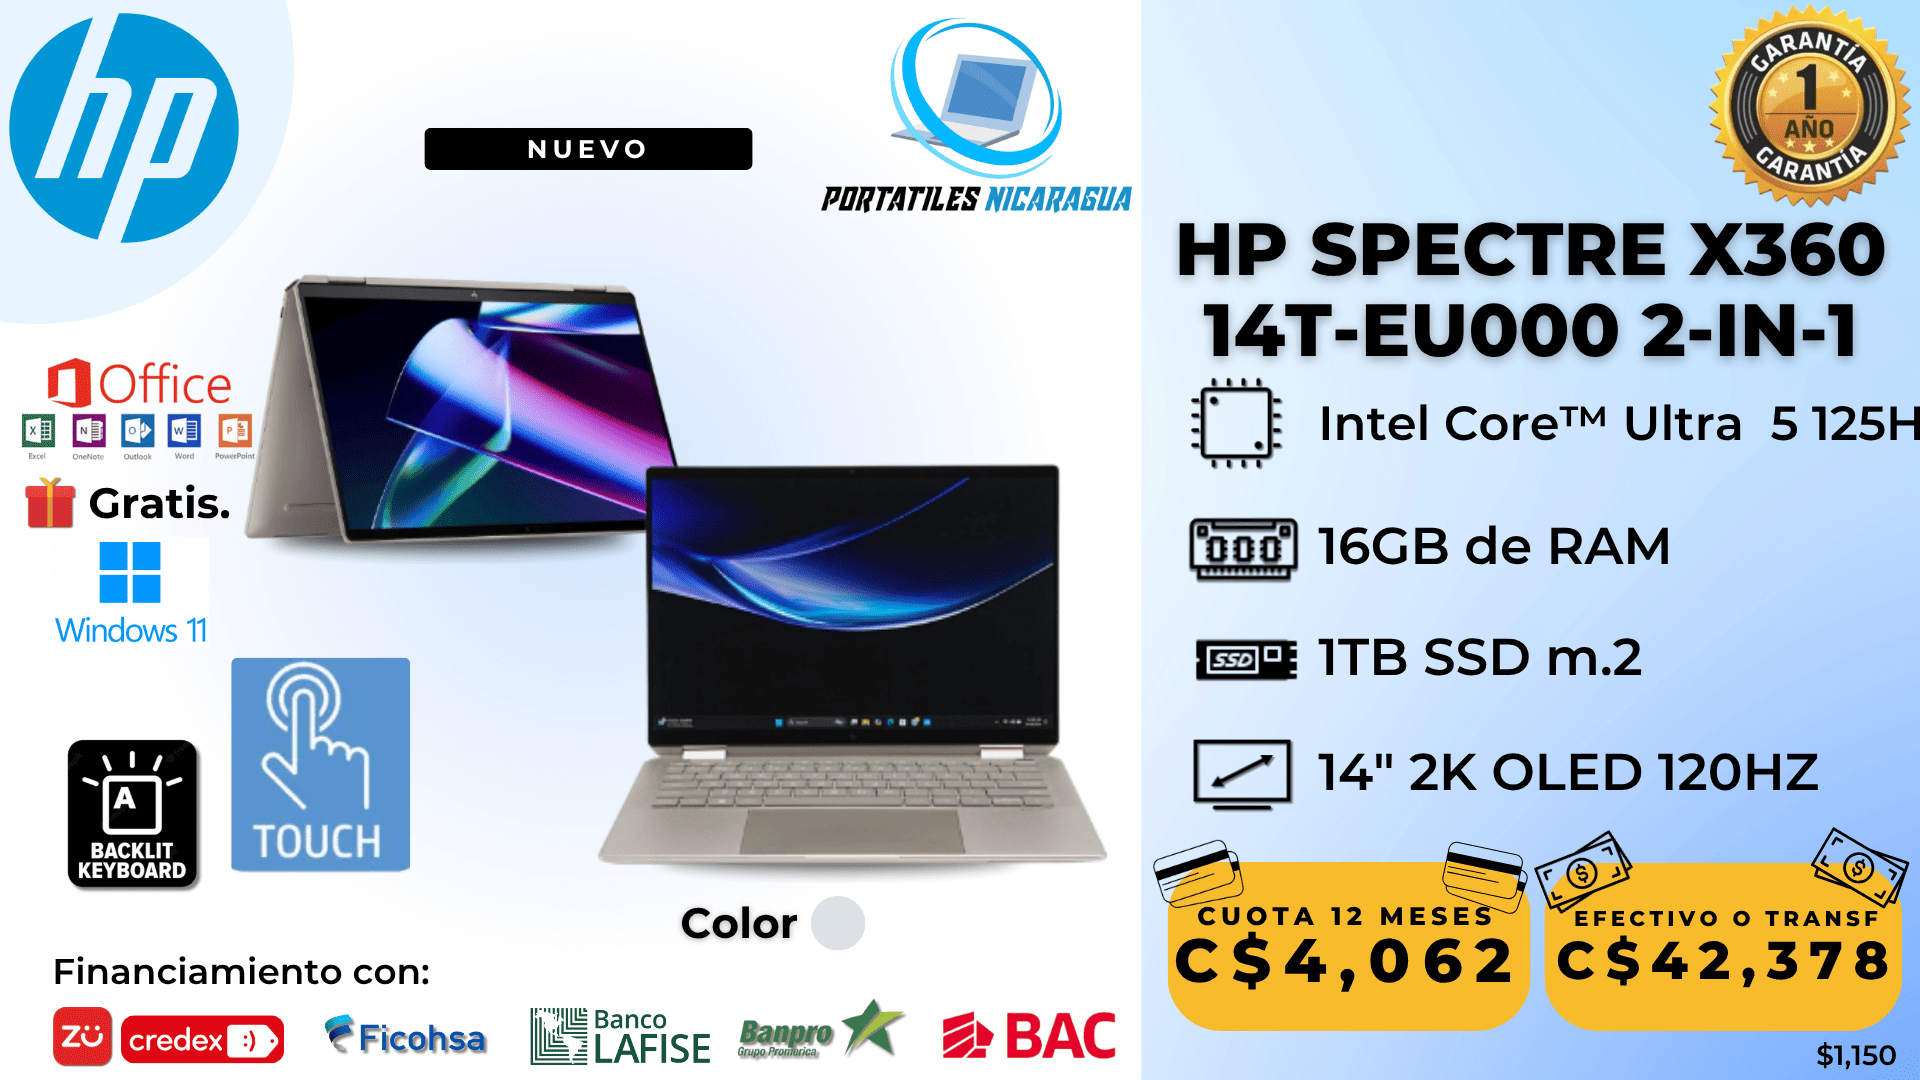 hp
NUEVO
PORTATILES NICARAGUA
GARANTÍA
1
AÑO
GARANTÍA
HP SPECTRE X360
14T-EU000 2-IN-1
Intel Core™ Ultra 5 125H
16GB de RAM
SSD
1TB SSD m.2
14" 2K OLED 120HZ
Office
Excel OneNote Outlook Word PowerPoint
Gratis.
Windows 11
TOUCH
A
BACKLIT
KEYBOARD
Color
CUOTA 12 MESES
C$4,062
EFECTIVO O TRANSF
C$42,378
$1,150
Financiamiento con:
ZU
credex :)
Ficohsa
Banco
LAFISE
Banpro
Grupo Promerica
BAC